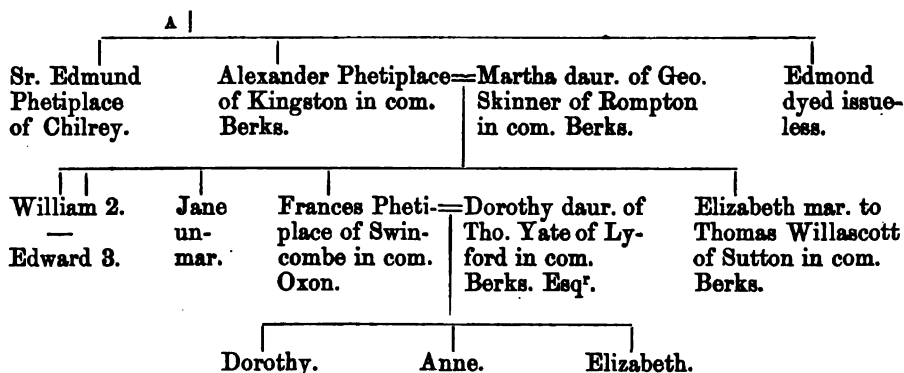 A
Sr. Edmund
Phetiplace
of Chilrey.
Alexander Phetiplace=
of Kingston in com.
Berks.
Martha daur. of Geo.
Skinner of Rompton
in com. Berks.
Edmond
dyed issue-
less.
William 2.
—
Edward 3.
Jane
un-
mar.
Frances Pheti-=
place of Swin-
combe in com.
Oxon.
Dorothy daur. of
Tho. Yate of Ly-
ford in com.
Berks. Esqr.
Elizabeth mar. to
Thomas Willascott
of Sutton in com.
Berks.
Dorothy.
Anne.
Elizabeth.